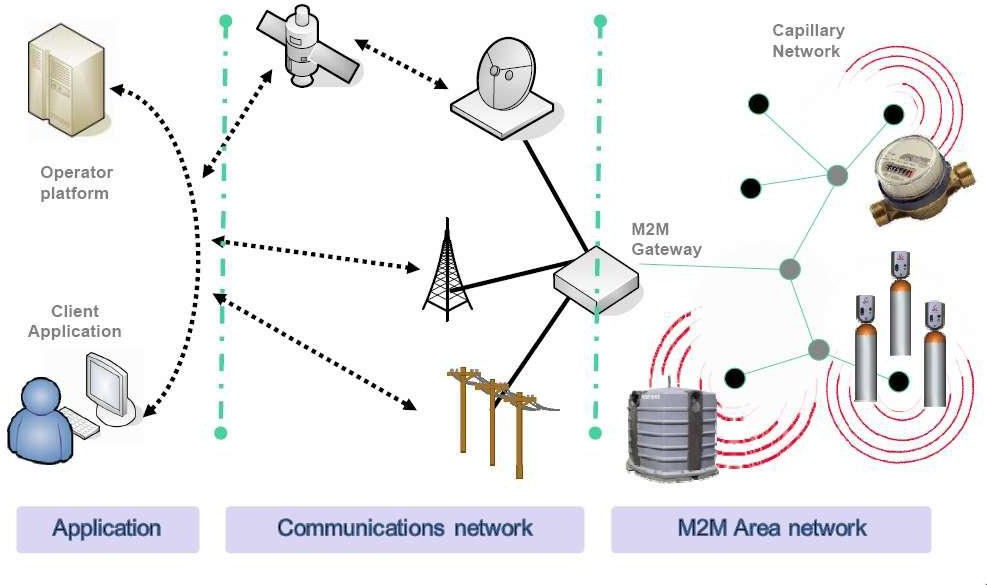 Capillary
Network
Operator
platform
M2M
Gateway
Client
Application
Application
Communications network
M2M Area network